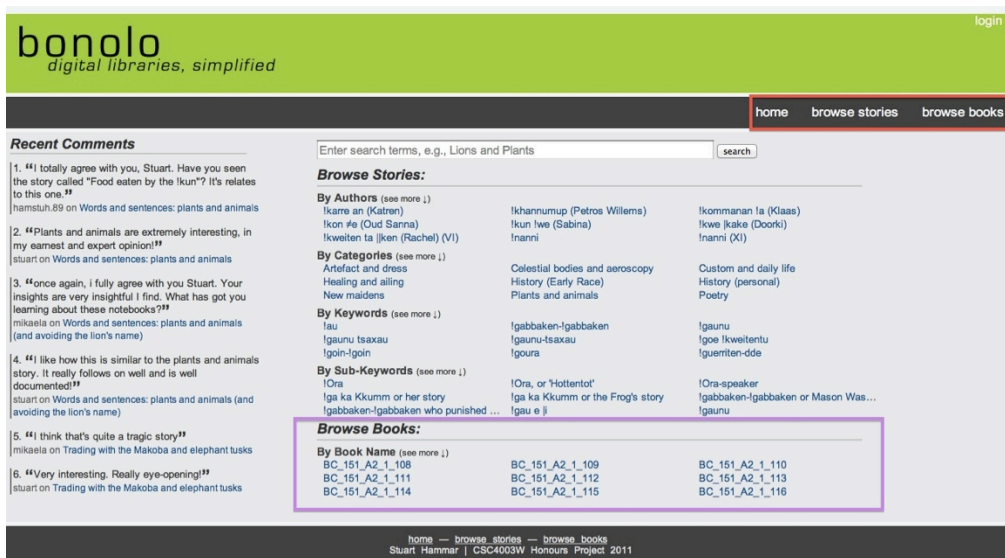 login
bonolo
digital libraries, simplified
home browse stories browse books
Recent Comments
1. ❝I totally agree with you, Stuart. Have you seen
the story called "Food eaten by the !kun"? It's relates
to this one.❞
hamstuh.89 on Words and sentences: plants and animals
2. ❝Plants and animals are extremely interesting, in
my earnest and expert opinion!❞
stuart on Words and sentences: plants and animals
3. ❝once again, i fully agree with you Stuart. Your
insights are very insightful I find. What has got you
learning about these notebooks?❞
mikaela on Words and sentences: plants and animals
(and avoiding the lion's name)
4. ❝I like how this is similar to the plants and animals
story. It really follows on well and is well
documented!❞
stuart on Words and sentences: plants and animals (and
avoiding the lion's name)
5. ❝I think that's quite a tragic story❞
mikaela on Trading with the Makoba and elephant tusks
6. ❝Very interesting. Really eye-opening!❞
stuart on Trading with the Makoba and elephant tusks
Enter search terms, e.g., Lions and Plants search
Browse Stories:
By Authors (see more ↓)
!karre an (Katren) !khannumup (Petros Willems) !kommanan !a (Klaas)
!kon ≠e (Oud Sanna) !kun !we (Sabina) !kwe |kake (Doorki)
!kweiten ta ||ken (Rachel) (VI) !nanni !nanni (XI)
By Categories (see more ↓)
Artefact and dress Celestial bodies and aeroscopy Custom and daily life
Healing and ailing History (Early Race) History (personal)
New maidens Plants and animals Poetry
By Keywords (see more ↓)
!au !gabbaken-!gabbaken !gaunu
!gaunu tsaxau !gaunu-tsaxau !goe !kweitentu
!goin-!goin !goura !guerriten-dde
By Sub-Keywords (see more ↓)
!Ora !Ora, or 'Hottentot' !Ora-speaker
!ga ka Kkumm or her story !ga ka Kkumm or the Frog's story !gabbaken-!gabbaken or Mason Was...
!gabbaken-!gabbaken who punished ... !gau e |i !gaunu
Browse Books:
By Book Name (see more ↓)
BC_151_A2_1_108 BC_151_A2_1_109 BC_151_A2_1_110
BC_151_A2_1_111 BC_151_A2_1_112 BC_151_A2_1_113
BC_151_A2_1_114 BC_151_A2_1_115 BC_151_A2_1_116
home — browse stories — browse books
Stuart Hammar | CSC4003W Honours Project 2011